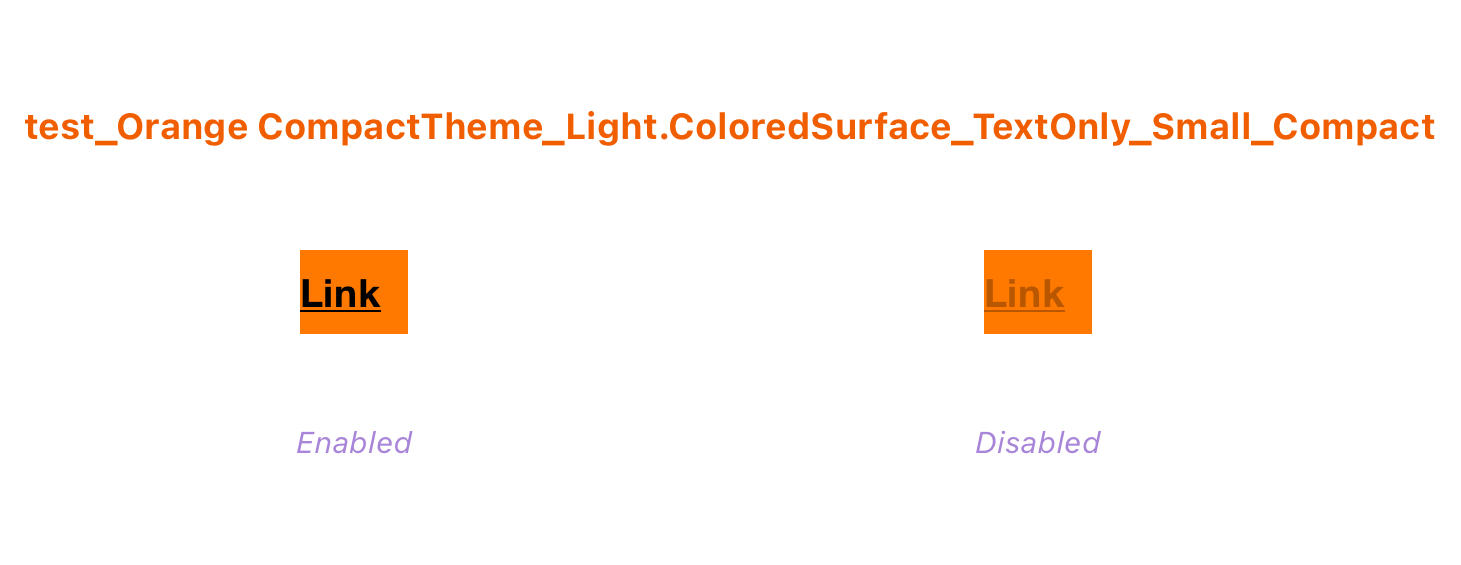 test_Orange CompactTheme_Light.ColoredSurface_TextOnly_Small_Compact
Link Link
Enabled Disabled